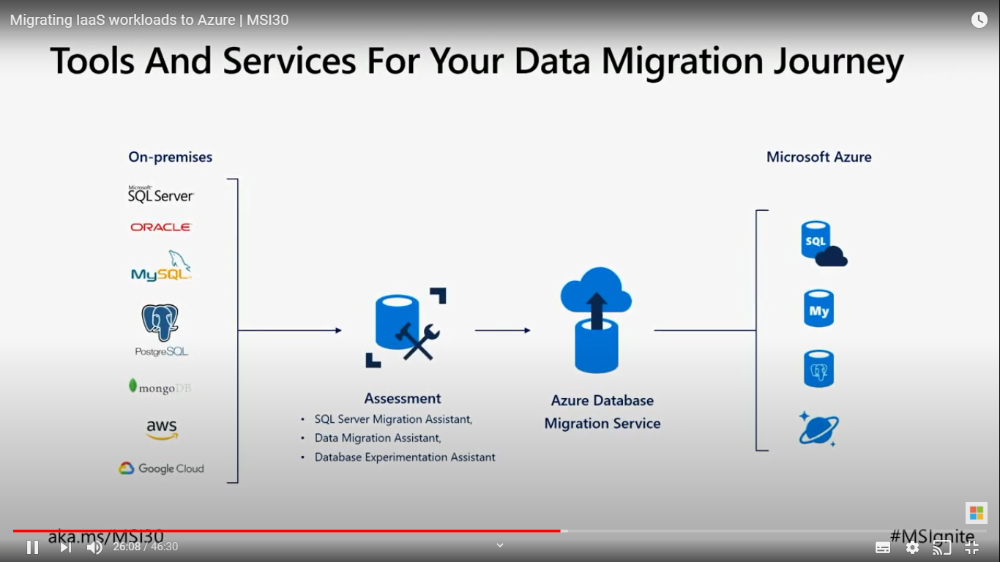 Migrating IaaS workloads to Azure | MSI30
Tools And Services For Your Data Migration Journey
On-premises
Microsoft Azure
Microsoft
SQL Server
ORACLE
MySQL
PostgreSQL
mongoDB
aws
Google Cloud
Assessment
• SQL Server Migration Assistant,
• Data Migration Assistant,
• Database Experimentation Assistant
Azure Database
Migration Service
SQL
My
aka.ms/MSI30
#MSIgnite
26:08 / 46:30